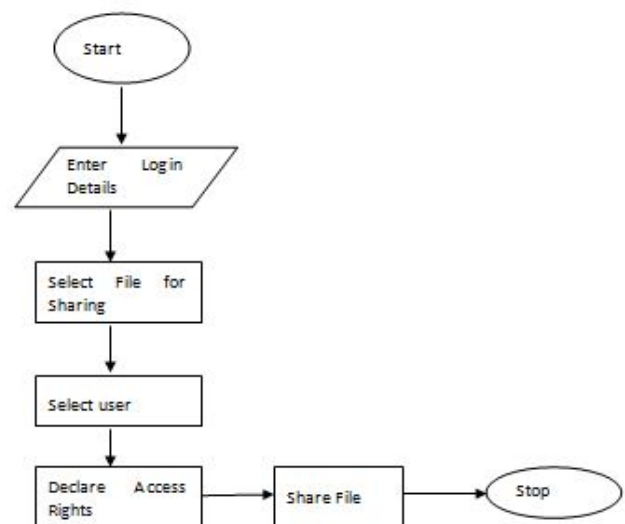 Start
Enter Login
Details
Select File for
Sharing
Select user
Declare Access
Rights
Share File
Stop